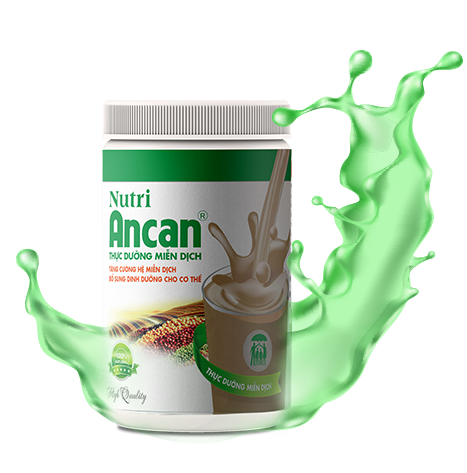 Nutri
Ancan®
THỰC DƯỠNG MIỄN DỊCH
TĂNG CƯỜNG HỆ MIỄN DỊCH
BỔ SUNG DINH DƯỠNG CHO CƠ THỂ
THỰC DƯỠNG MIỄN DỊCH
High Quality